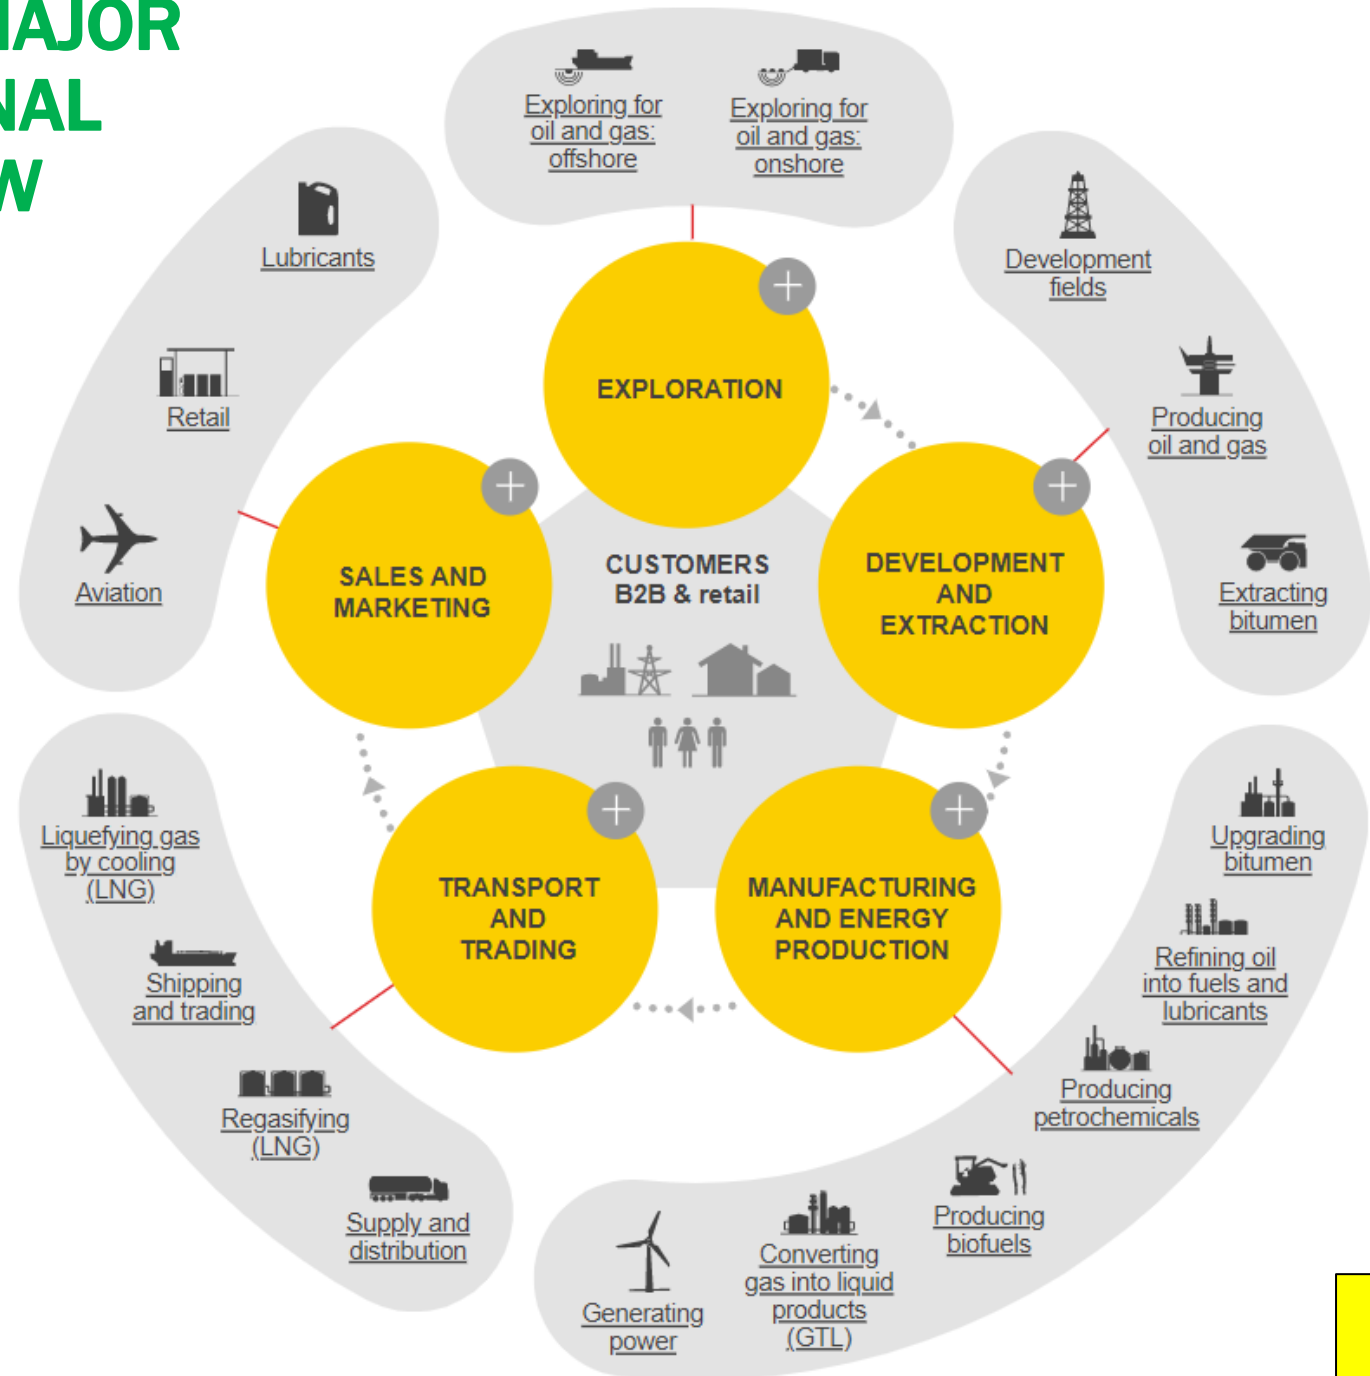 MAJOR
NAL
W
Exploring for
oil and gas:
offshore
Exploring for
oil and gas:
onshore
Lubricants
Retail
Aviation
Development
fields
Producing
oil and gas
Extracting
bitumen
EXPLORATION
SALES AND
MARKETING
CUSTOMERS
B2B & retail
DEVELOPMENT
AND
EXTRACTION
TRANSPORT
AND
TRADING
MANUFACTURING
AND ENERGY
PRODUCTION
Liquefying gas
by cooling
(LNG)
Shipping
and trading
Regasifying
(LNG)
Supply and
distribution
Upgrading
bitumen
Refining oil
into fuels and
lubricants
Producing
petrochemicals
Producing
biofuels
Converting
gas into liquid
products
(GTL)
Generating
power